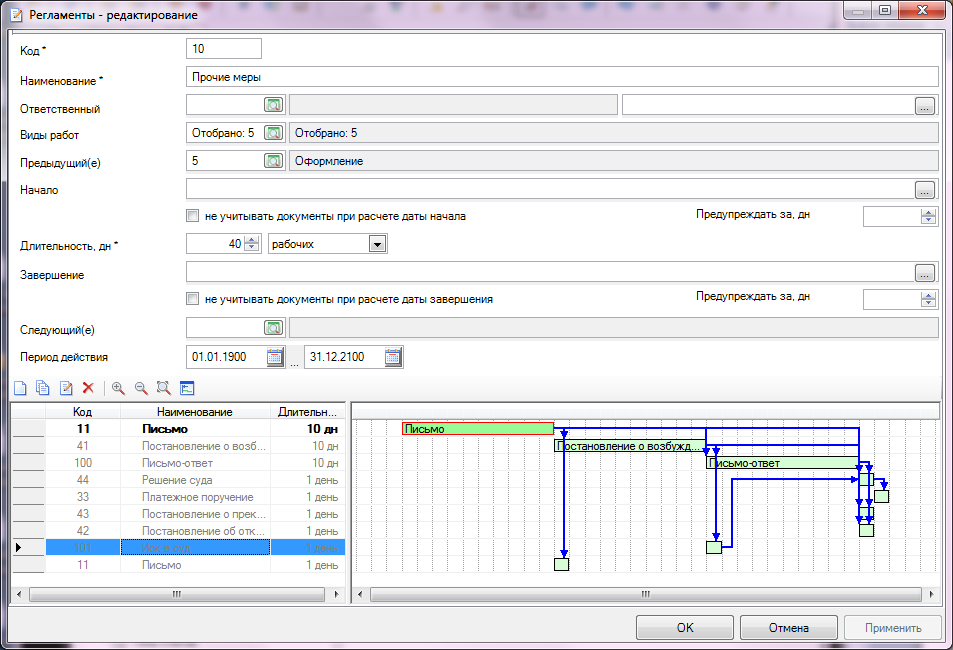 Регламенты - редактирование
Код *
10
Наименование *
Прочие меры
Ответственный
...
Виды работ
Отобрано: 5
Отобрано: 5
Предыдущий(е)
5
Оформление
Начало
...
не учитывать документы при расчете даты начала
Предупреждать за, дн
Длительность, дн *
40
рабочих
Завершение
...
не учитывать документы при расчете даты завершения
Предупреждать за, дн
Следующий(е)
Период действия
01.01.1900
...
31.12.2100
Код Наименование Длительн...
11 Письмо 10 дн
41 Постановление о возб... 10 дн
100 Письмо-ответ 10 дн
44 Решение суда 1 день
33 Платежное поручение 1 день
43 Постановление о прек... 1 день
42 Постановление об отк... 1 день
1 день
11 Письмо 1 день
Письмо
Постановление о возбужд...
Письмо-ответ
OK
Отмена
Применить